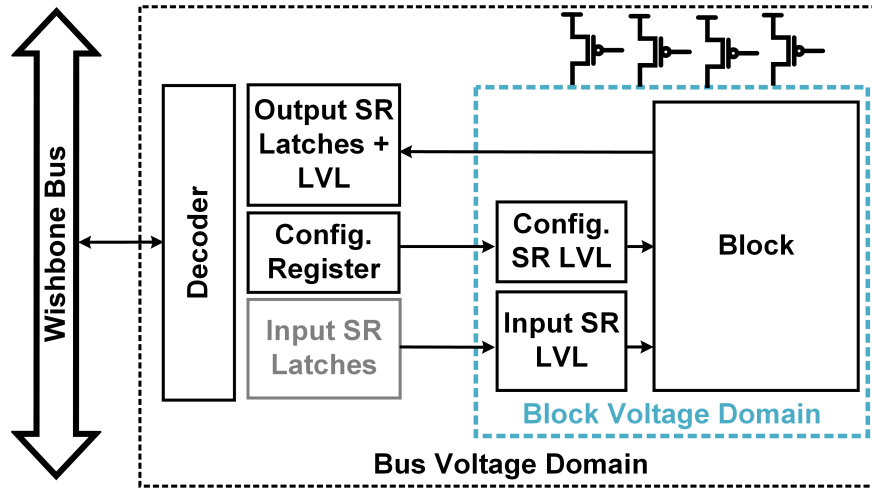 Wishbone Bus
Decoder
Output SR
Latches +
LVL
Config.
Register
Input SR
Latches
Config.
SR LVL
Input SR
LVL
Block
Block Voltage Domain
Bus Voltage Domain